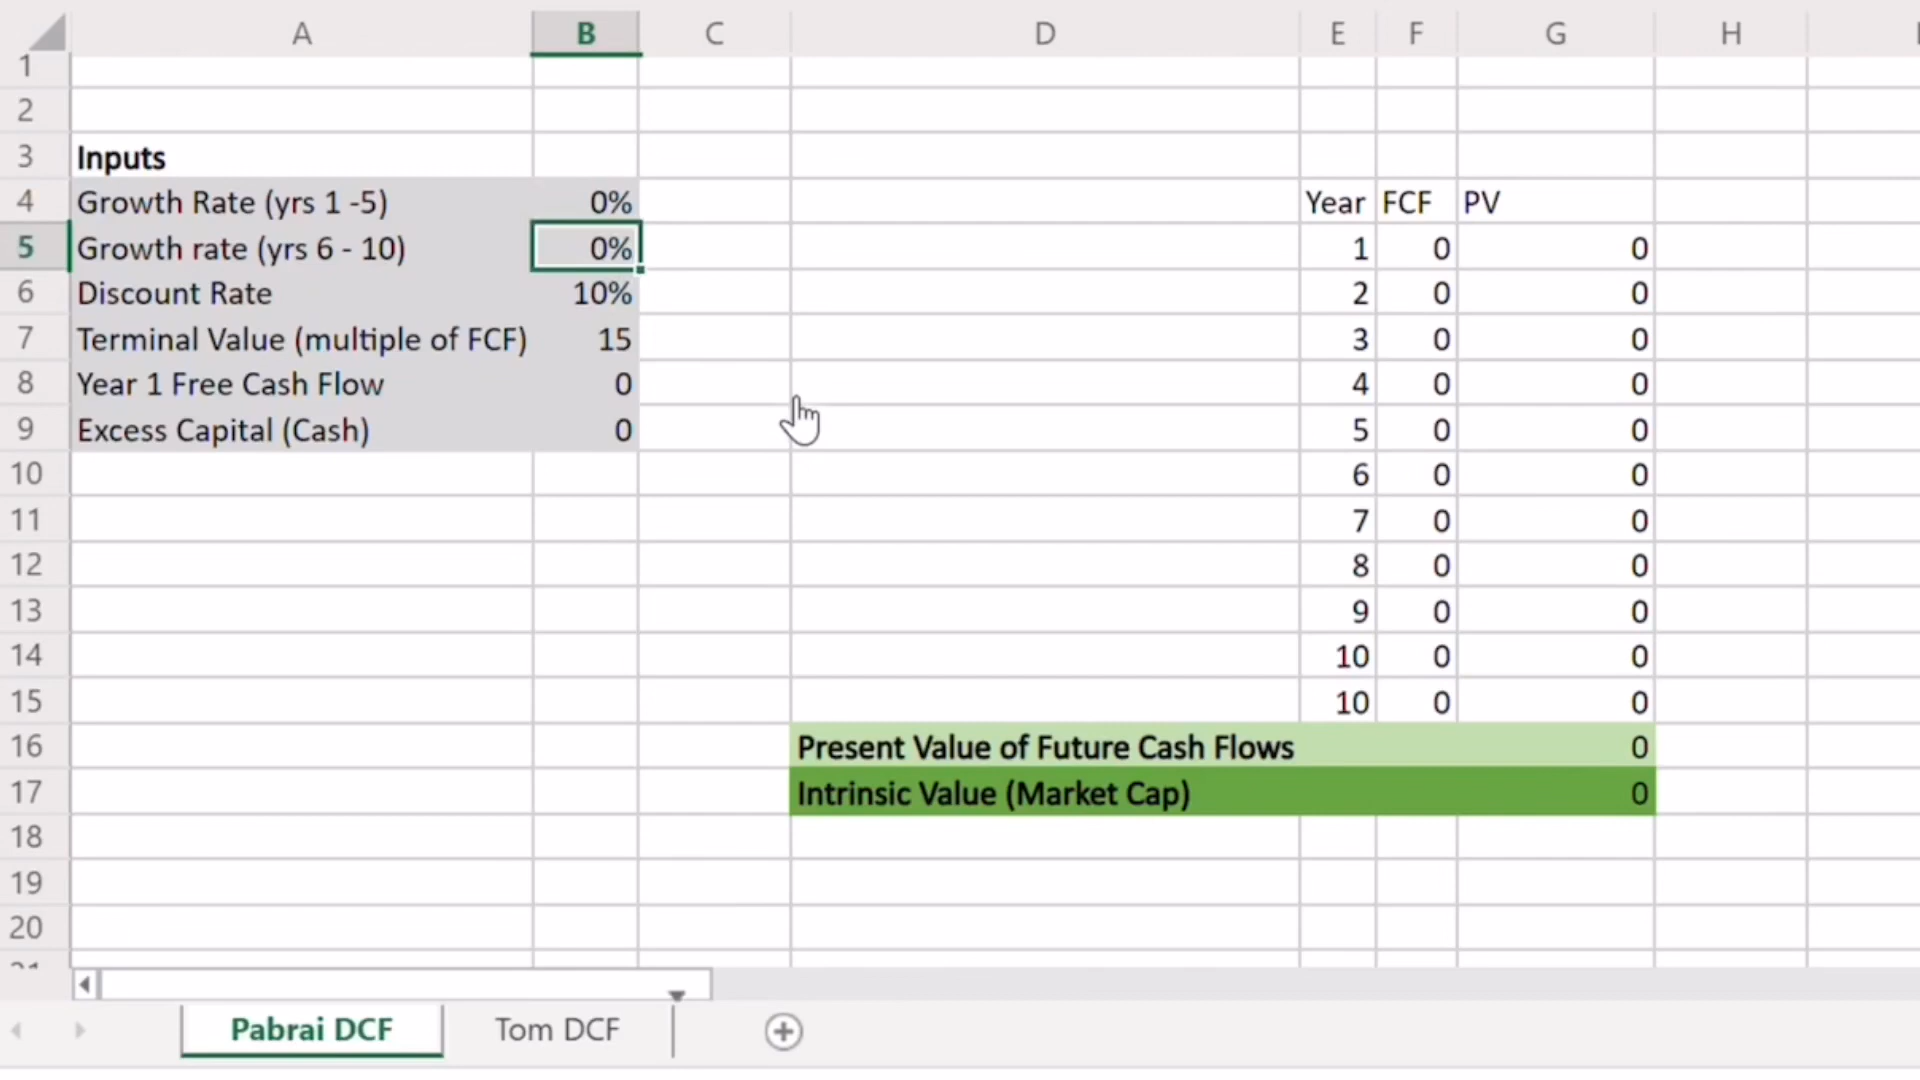 A B C D E F G H
1
2
3 Inputs
4 Growth Rate (yrs 1 -5) 0% Year FCF PV
5 Growth rate (yrs 6 - 10) 0% 1 0 0
6 Discount Rate 10% 2 0 0
7 Terminal Value (multiple of FCF) 15 3 0 0
8 Year 1 Free Cash Flow 0 4 0 0
9 Excess Capital (Cash) 0 5 0 0
10 6 0 0
11 7 0 0
12 8 0 0
13 9 0 0
14 10 0 0
15 10 0 0
16 Present Value of Future Cash Flows 0
17 Intrinsic Value (Market Cap) 0
18
19
20
Pabrai DCF Tom DCF